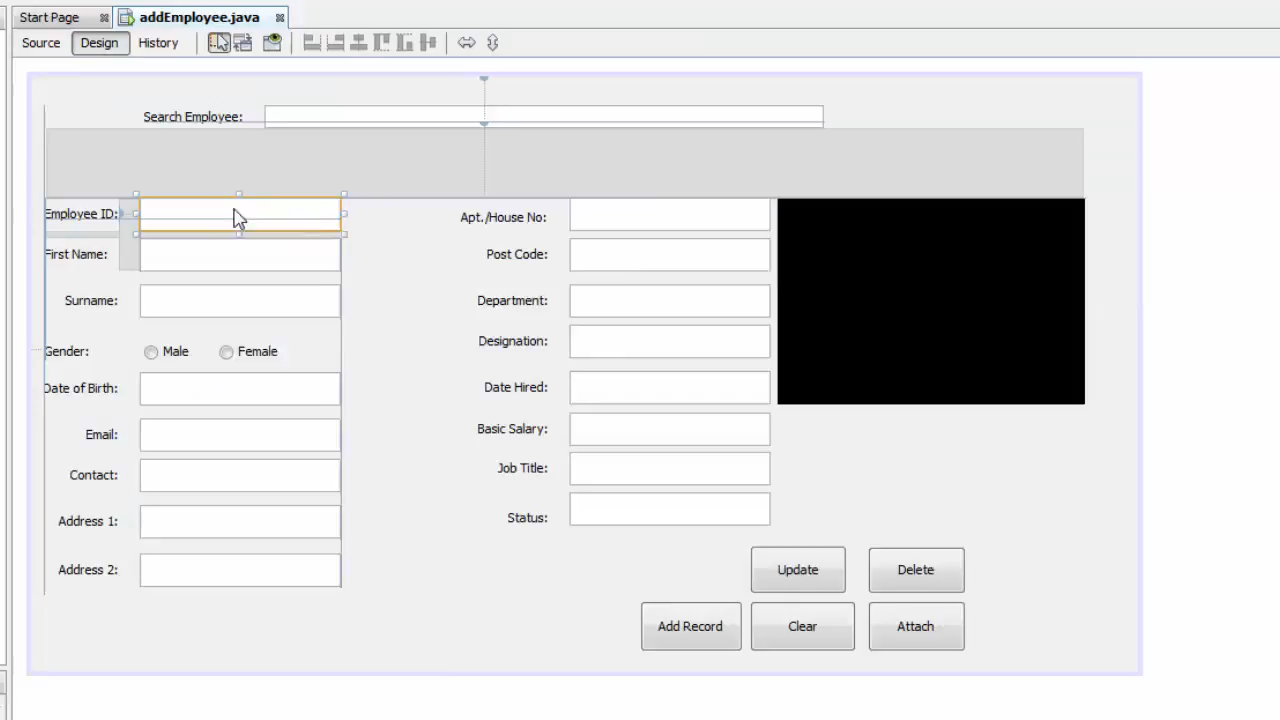 Start Page addEmployee.java
Source Design History
Search Employee:
Employee ID: Apt./House No:
First Name: Post Code:
Surname: Department:
Designation:
Gender: Male Female
Date of Birth: Date Hired:
Email: Basic Salary:
Contact: Job Title:
Address 1: Status:
Address 2: Update Delete
Add Record Clear Attach